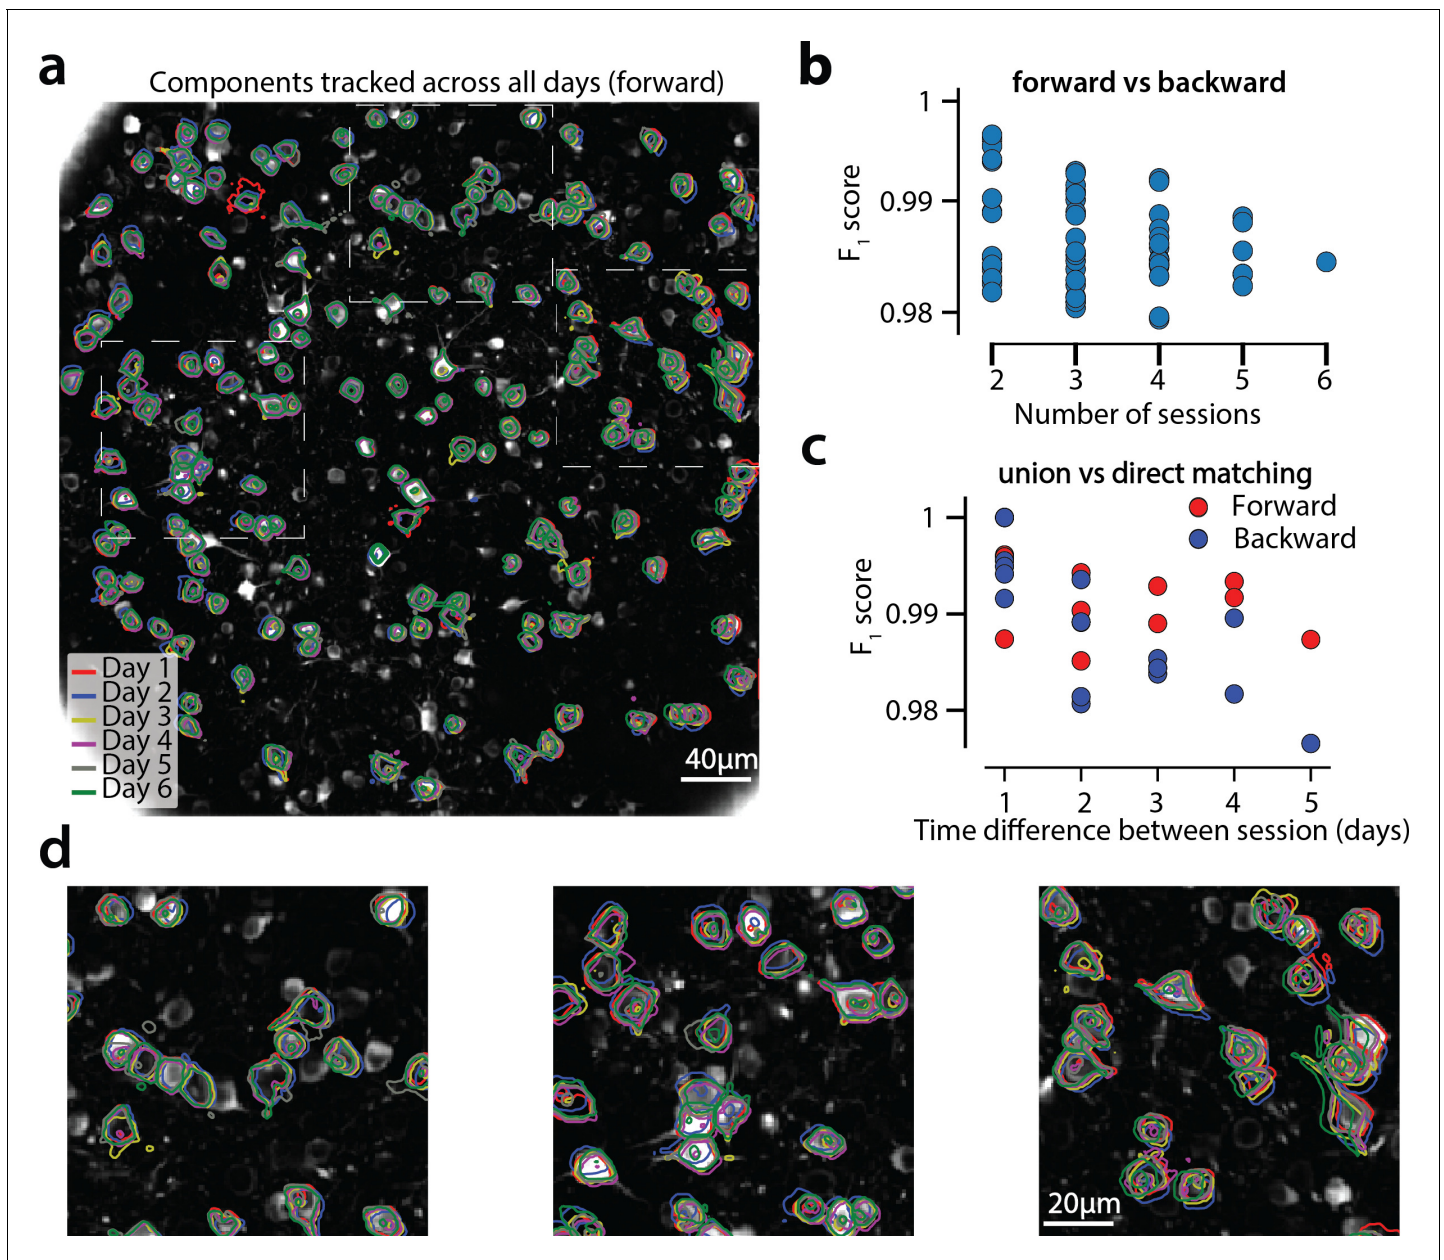 a
Components tracked across all days (forward)
Day 1
Day 2
Day 3
Day 4
Day 5
Day 6
40µm
b
forward vs backward
F1 score
1
0.99
0.98
2 3 4 5 6
Number of sessions
c
union vs direct matching
Forward
Backward
F1 score
1
0.99
0.98
1 2 3 4 5
Time difference between session (days)
d
20µm